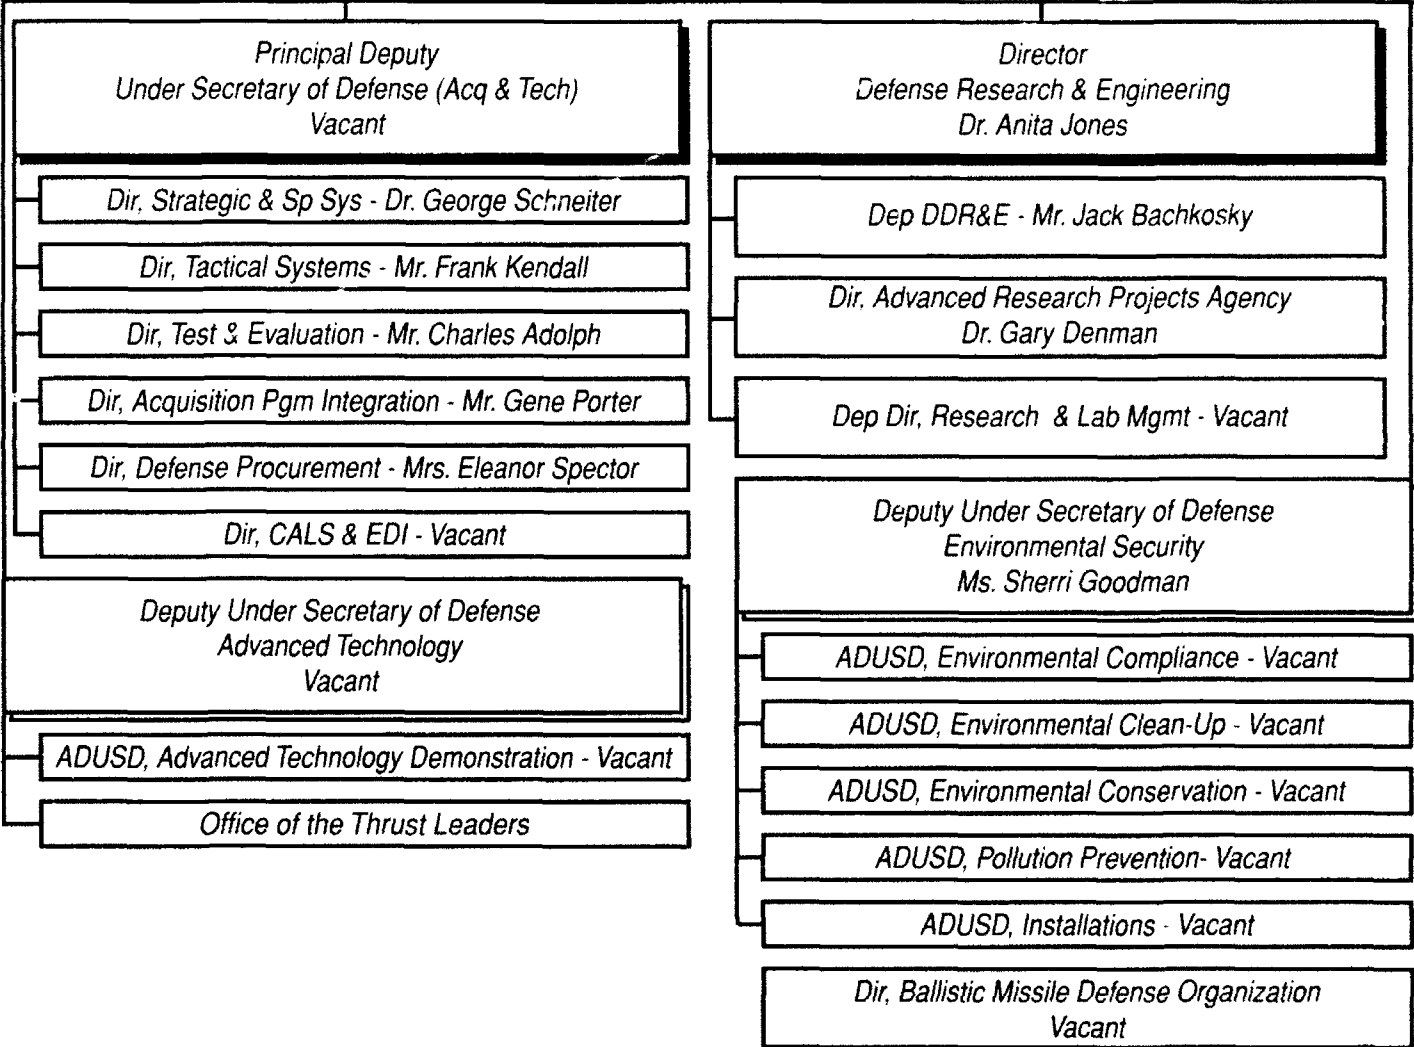 Principal Deputy
Under Secretary of Defense (Acq & Tech)
Vacant
Dir, Strategic & Sp Sys - Dr. George Schneiter
Dir, Tactical Systems - Mr. Frank Kendall
Dir, Test & Evaluation - Mr. Charles Adolph
Dir, Acquisition Pgm Integration - Mr. Gene Porter
Dir, Defense Procurement - Mrs. Eleanor Spector
Dir, CALS & EDI - Vacant
Deputy Under Secretary of Defense
Advanced Technology
Vacant
ADUSD, Advanced Technology Demonstration - Vacant
Office of the Thrust Leaders
Director
Defense Research & Engineering
Dr. Anita Jones
Dep DDR&E - Mr. Jack Bachkosky
Dir, Advanced Research Projects Agency
Dr. Gary Denman
Dep Dir, Research & Lab Mgmt - Vacant
Deputy Under Secretary of Defense
Environmental Security
Ms. Sherri Goodman
ADUSD, Environmental Compliance - Vacant
ADUSD, Environmental Clean-Up - Vacant
ADUSD, Environmental Conservation - Vacant
ADUSD, Pollution Prevention- Vacant
ADUSD, Installations - Vacant
Dir, Ballistic Missile Defense Organization
Vacant